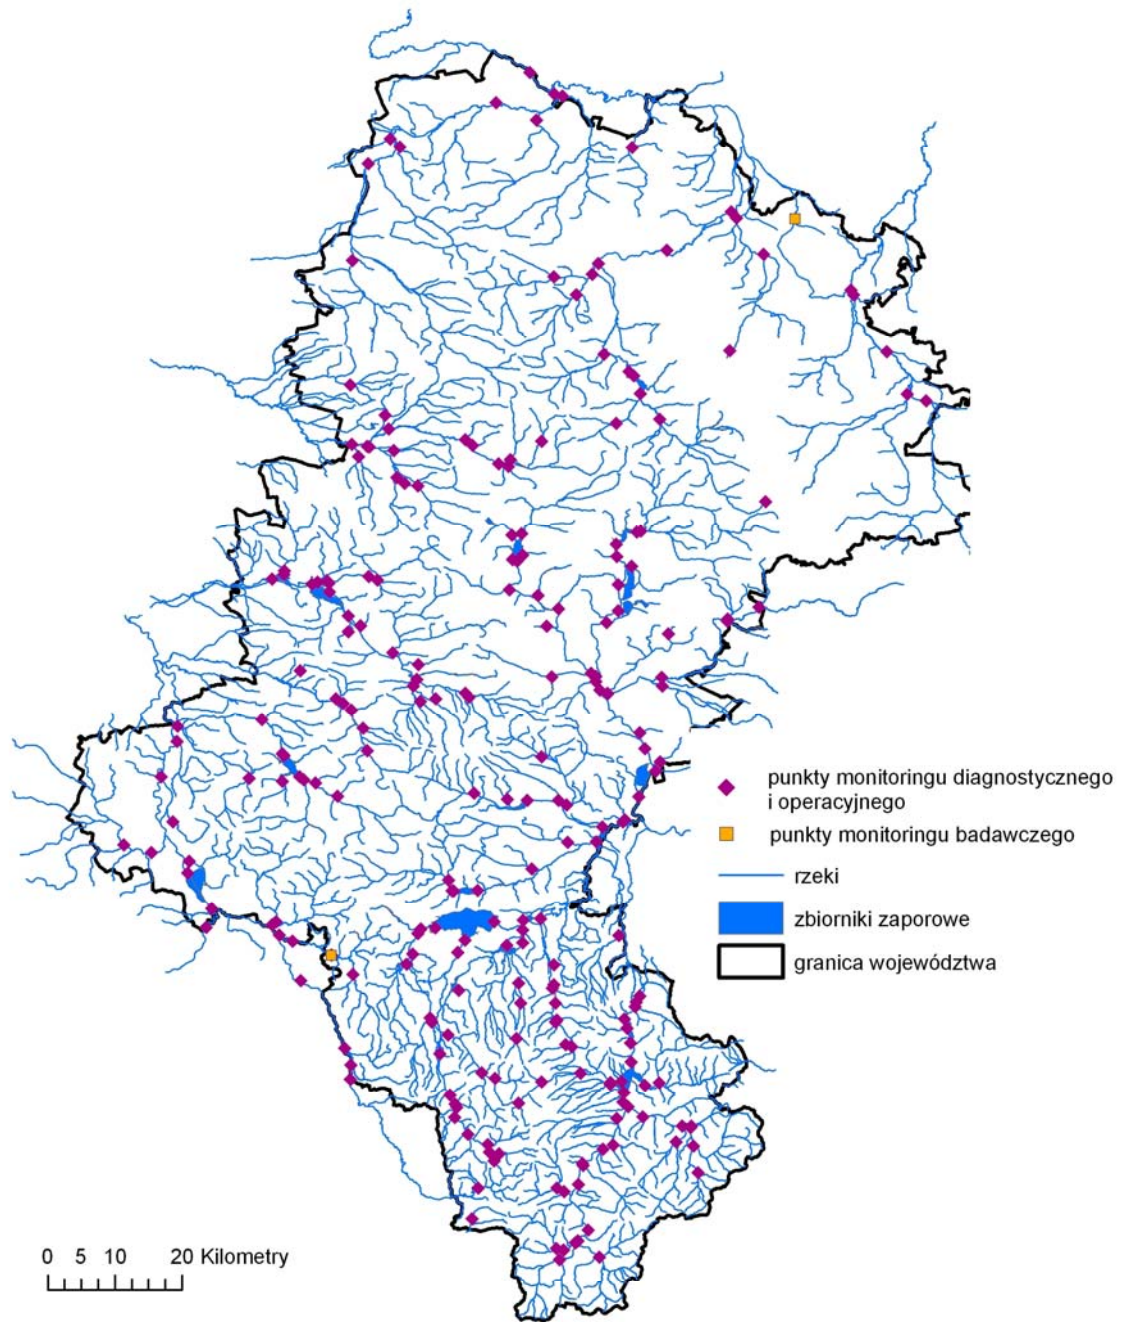 punkty monitoringu diagnostycznego
i operacyjnego
punkty monitoringu badawczego
rzeki
zbiorniki zaporowe
granica województwa
0 5 10 20 Kilometry